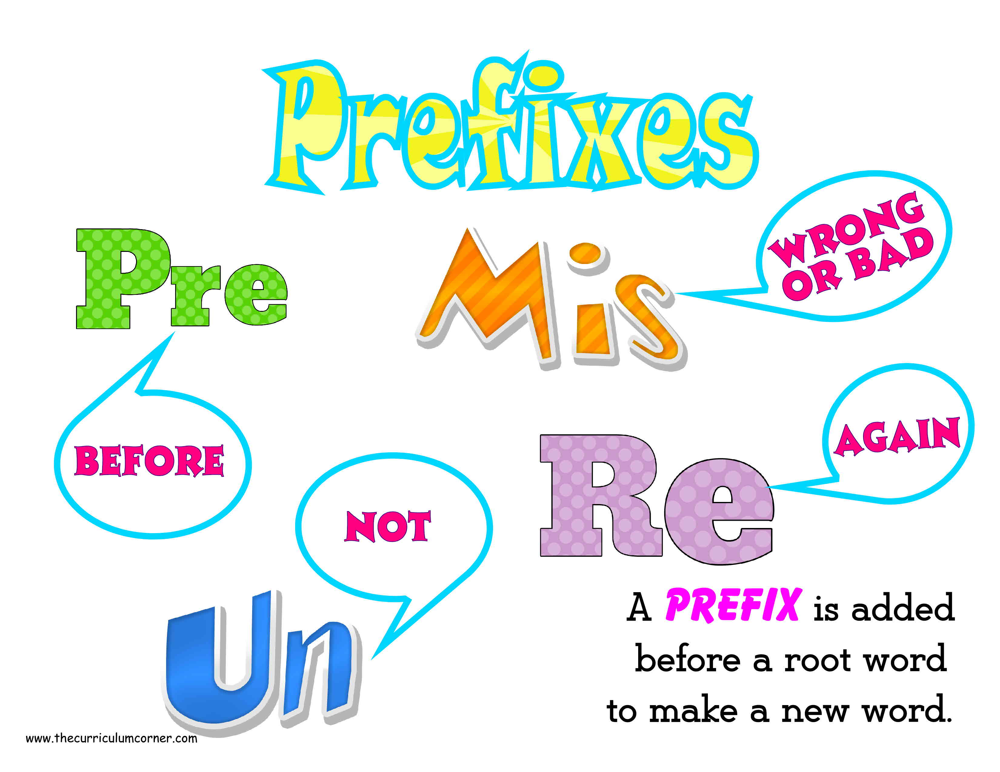 Prefixes
Pre
BEFORE
Mis
WRONG
OR BAD
Un
NOT
Re
AGAIN
A PREFIX is added
before a root word
to make a new word.
www.thecurriculumcorner.com